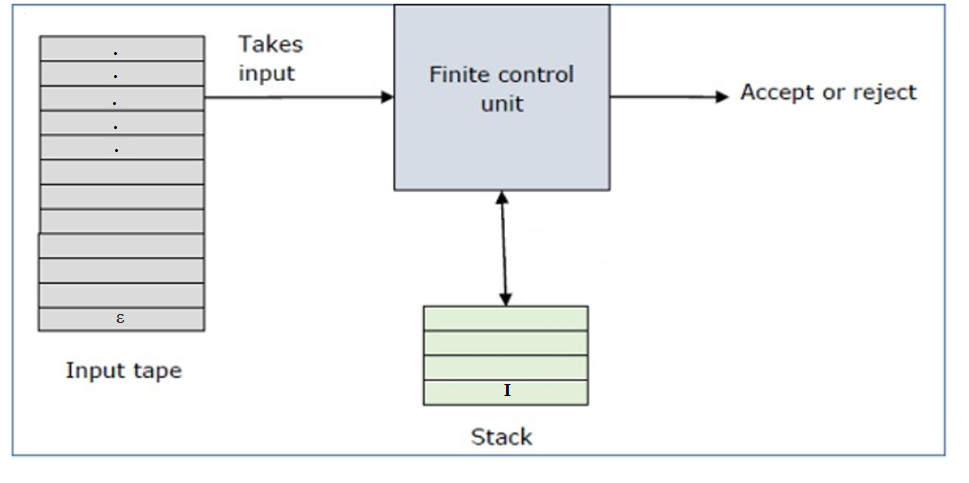 Takes
input
Finite control
unit
Accept or reject
.
.
.
.
.
ε
Input tape
I
Stack